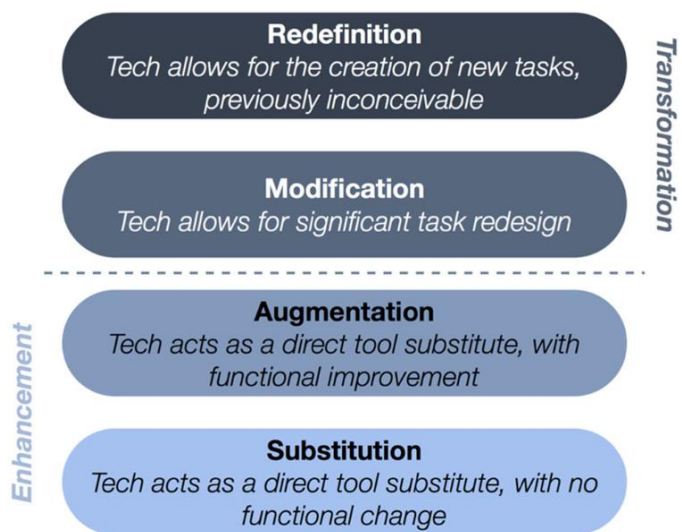 Redefinition
Tech allows for the creation of new tasks,
previously inconceivable
Transformation
Modification
Tech allows for significant task redesign
Augmentation
Tech acts as a direct tool substitute, with
functional improvement
Enhancement
Substitution
Tech acts as a direct tool substitute, with no
functional change